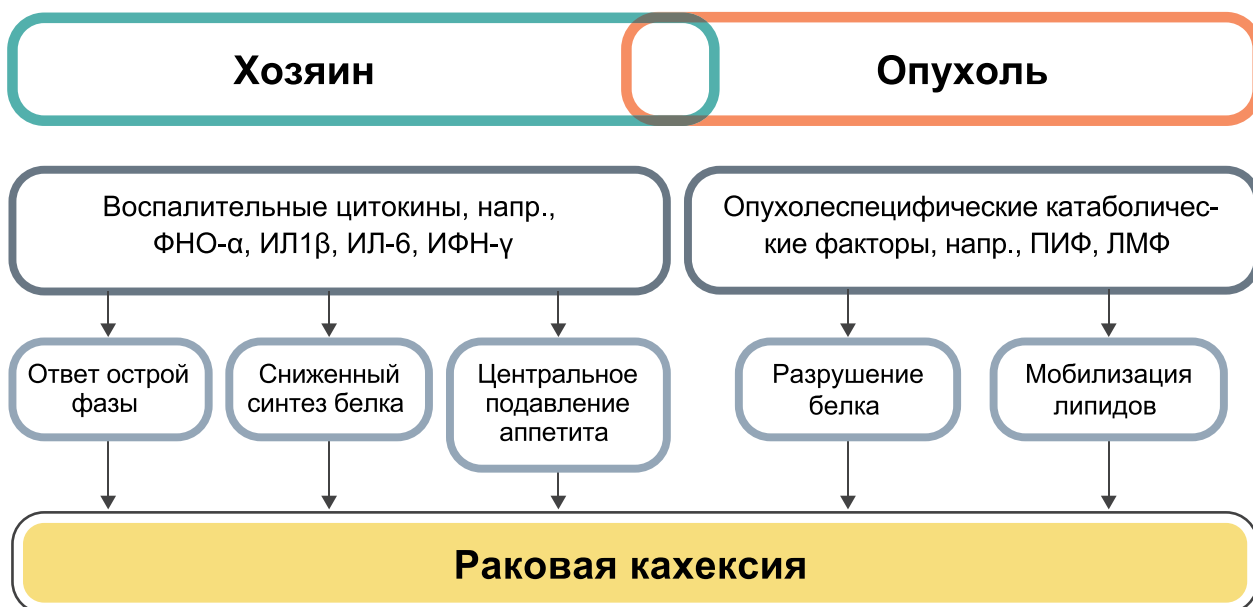 Хозяин
Опухоль
Воспалительные цитокины, напр.,
ФНО-α, ИЛ1β, ИЛ-6, ИФН-γ
Опухолеспецифические катаболичес-
кие факторы, напр., ПИФ, ЛМФ
Ответ острой
фазы
Сниженный
синтез белка
Центральное
подавление
аппетита
Разрушение
белка
Мобилизация
липидов
Раковая кахексия